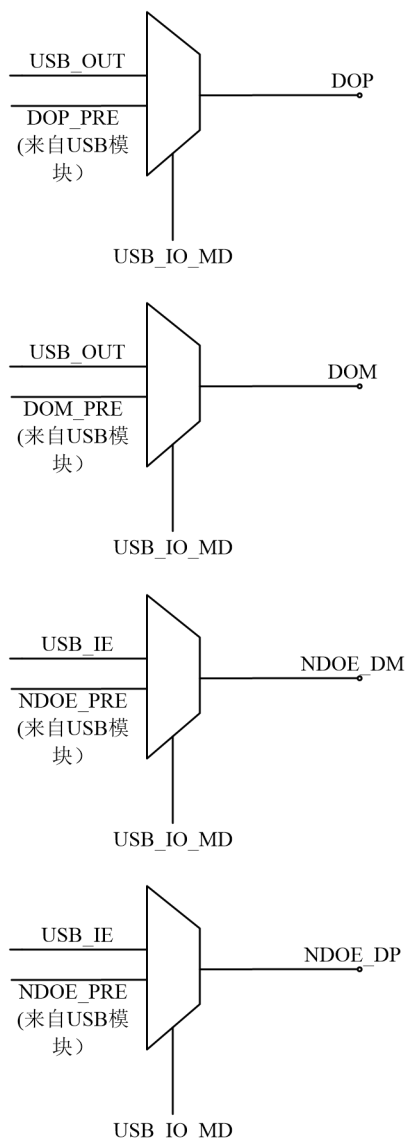 USB_OUT
DOP
DOP_PRE
(来自USB模
块）
USB_IO_MD
USB_OUT
DOM
DOM_PRE
(来自USB模
块）
USB_IO_MD
USB_IE
NDOE_DM
NDOE_PRE
(来自USB模
块）
USB_IO_MD
USB_IE
NDOE_DP
NDOE_PRE
(来自USB模
块）
USB_IO_MD